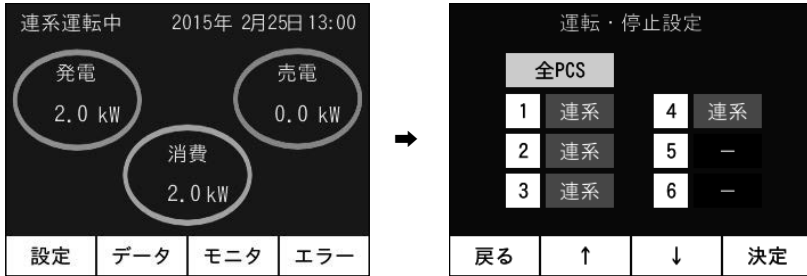 連系運転中 2015年 2月25日 13:00
発電
2.0 kW
売電
0.0 kW
消費
2.0 kW
設定 データ モニタ エラー
➡
運転・停止設定
全PCS
1 連系 4 連系
2 連系 5 －
3 連系 6 －
戻る ↑ ↓ 決定